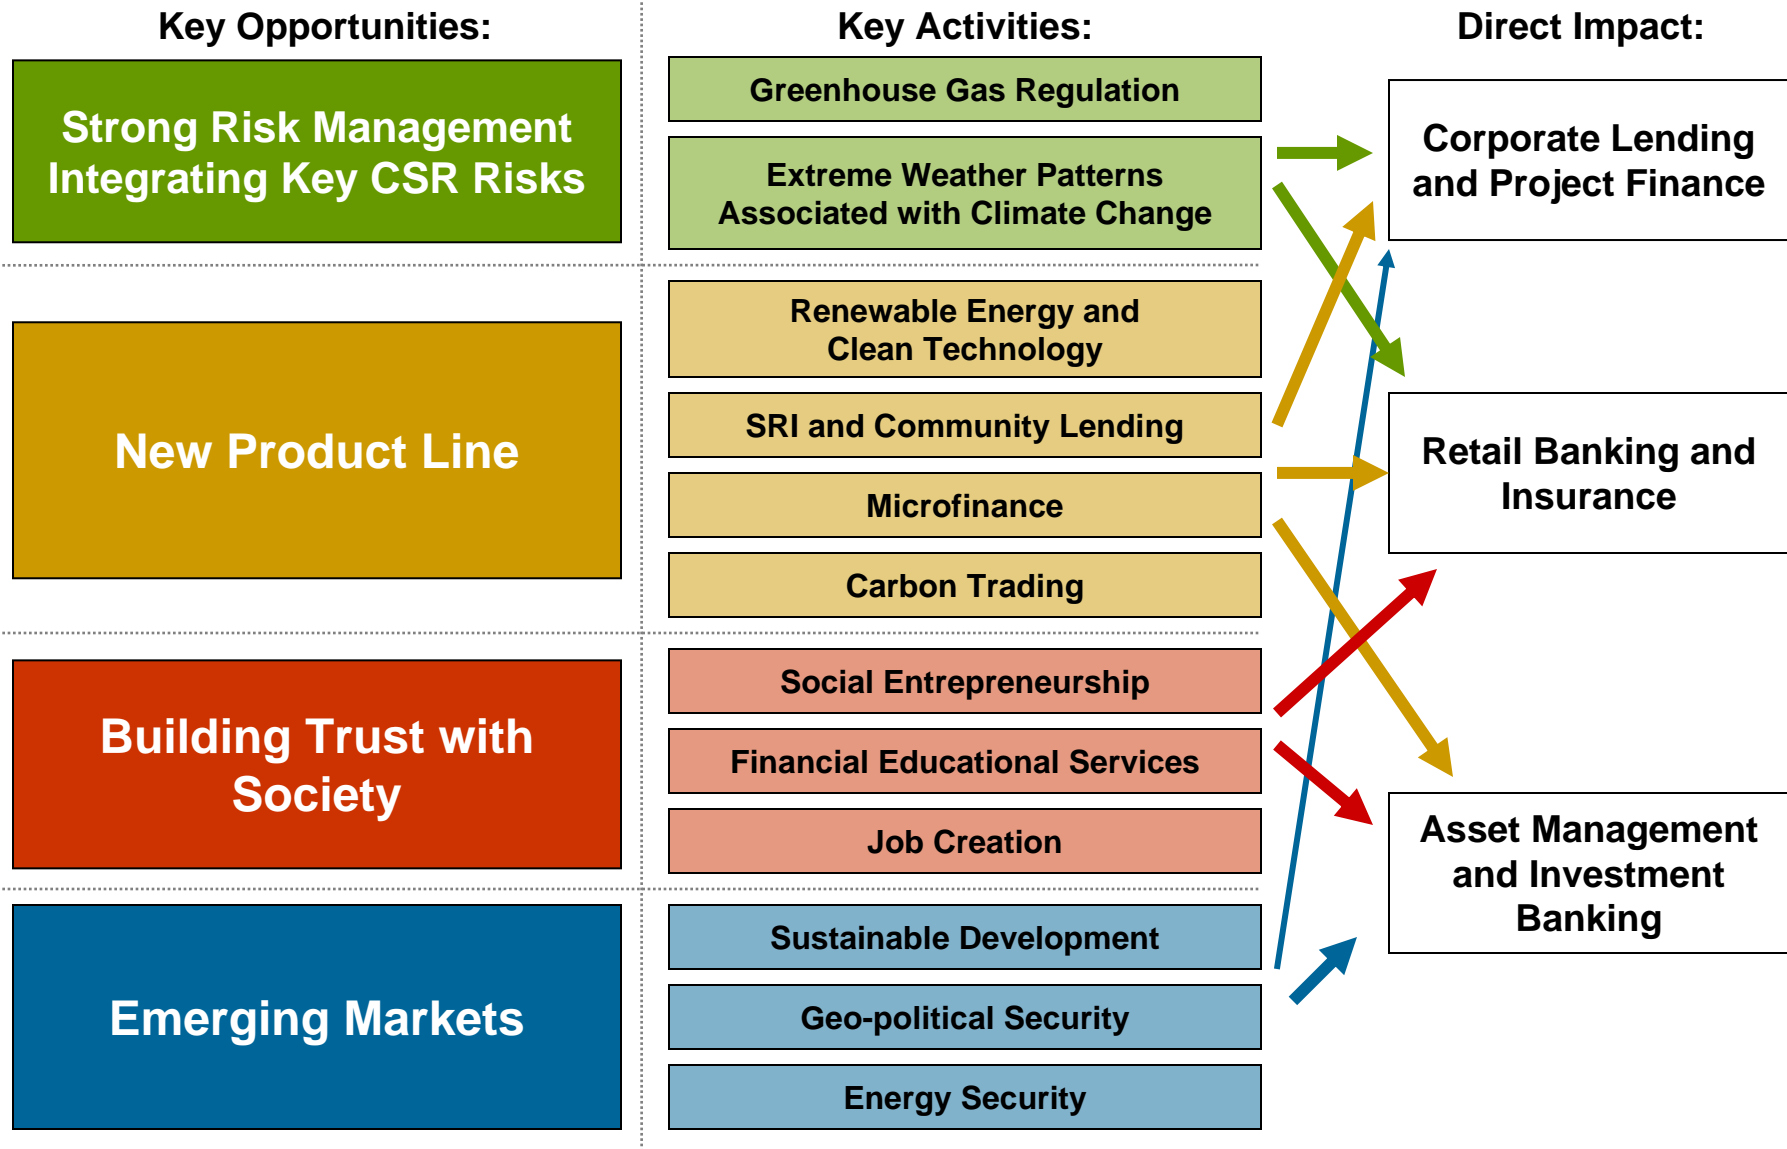 Key Opportunities:
Key Activities:
Direct Impact:
Strong Risk Management
Integrating Key CSR Risks
Greenhouse Gas Regulation
Extreme Weather Patterns
Associated with Climate Change
Corporate Lending
and Project Finance
New Product Line
Renewable Energy and
Clean Technology
SRI and Community Lending
Microfinance
Carbon Trading
Retail Banking and
Insurance
Building Trust with
Society
Social Entrepreneurship
Financial Educational Services
Job Creation
Asset Management
and Investment
Banking
Emerging Markets
Sustainable Development
Geo-political Security
Energy Security